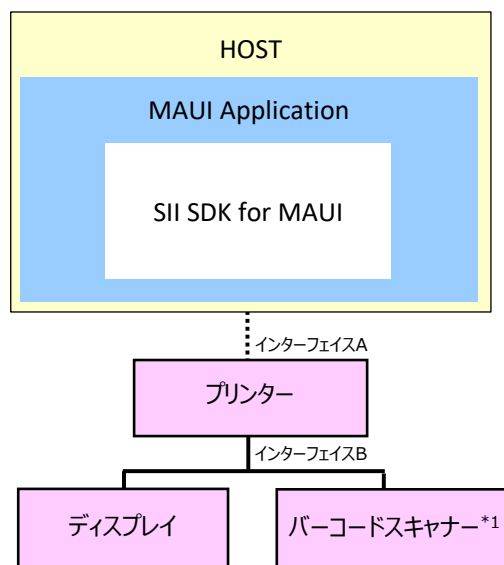 HOST
MAUI Application
SII SDK for MAUI
インターフェイスA
プリンター
インターフェイスB
ディスプレイ
バーコードスキャナー*1